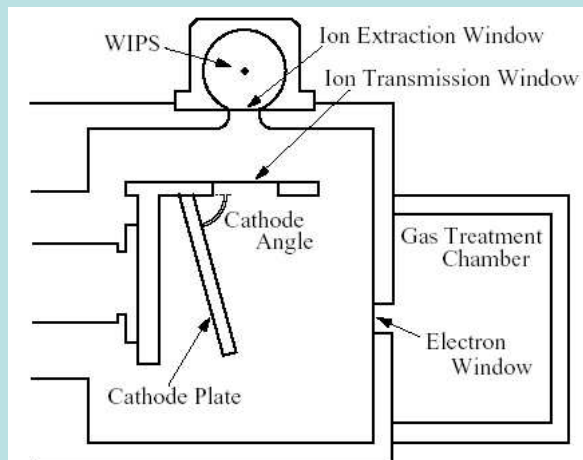 WIPS
Ion Extraction Window
Ion Transmission Window
Cathode
Angle
Gas Treatment
Chamber
Electron
Window
Cathode Plate